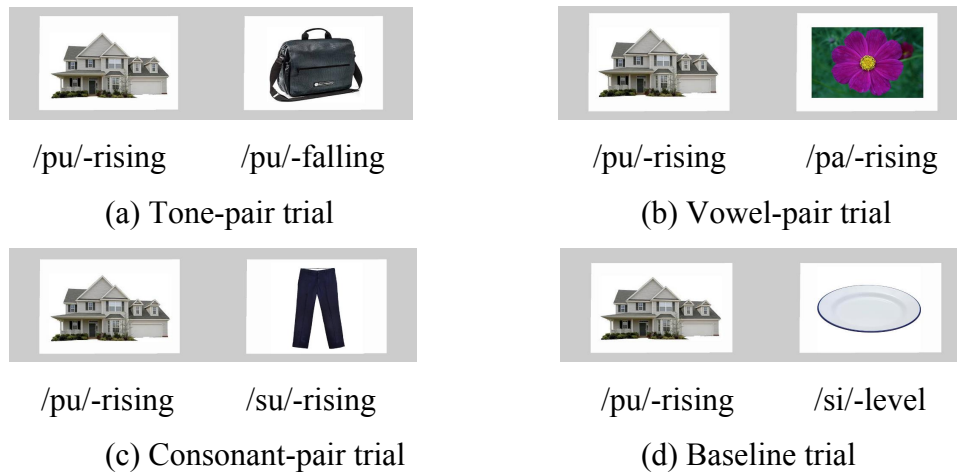 /pu/-rising /pu/-falling
(a) Tone-pair trial
/pu/-rising /pa/-rising
(b) Vowel-pair trial
/pu/-rising /su/-rising
(c) Consonant-pair trial
/pu/-rising /si/-level
(d) Baseline trial